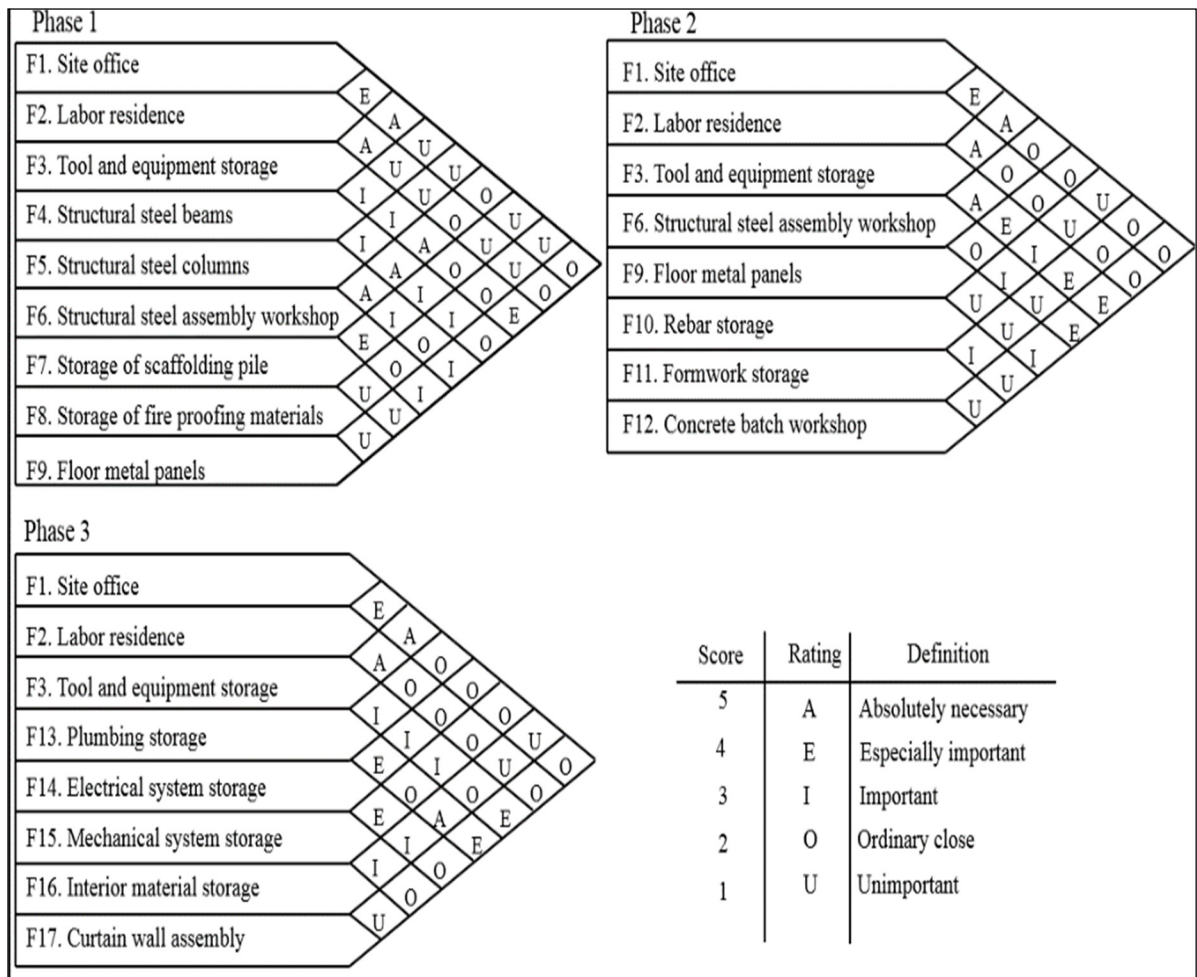 Phase 1
F1. Site office
E
F2. Labor residence
A
A U
F3. Tool and equipment storage
U U
I U O
F4. Structural steel beams
I O U
I A U U
F5. Structural steel columns
A O U O
A I O O
F6. Structural steel assembly workshop
I I E
E O O
F7. Storage of scaffolding pile
O I
U I
F8. Storage of fire proofing materials
U
U
F9. Floor metal panels
Phase 2
F1. Site office
E
F2. Labor residence
A
A O
F3. Tool and equipment storage
O O
A O U
F6. Structural steel assembly workshop
E U O
O I O O
F9. Floor metal panels
I E O
U U E
F10. Rebar storage
U E
I I
F11. Formwork storage
U
U
F12. Concrete batch workshop
Phase 3
F1. Site office
E
F2. Labor residence
A
A O
F3. Tool and equipment storage
O O
I O O
F13. Plumbing storage
I O U
E I U O
F14. Electrical system storage
O O O
E A E
F15. Mechanical system storage
I E
I O
F16. Interior material storage
O
U
F17. Curtain wall assembly
Score Rating Definition
5 A Absolutely necessary
4 E Especially important
3 I Important
2 O Ordinary close
1 U Unimportant